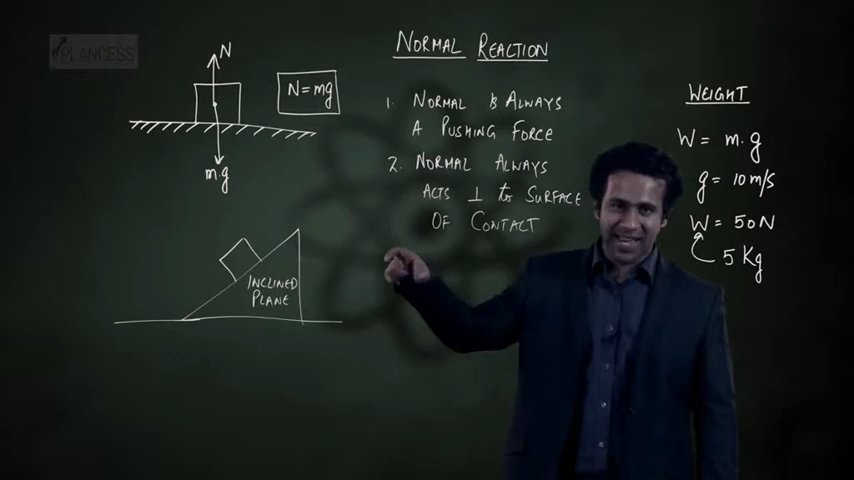 PLANCESS
N
N = mg
m.g
INCLINED
PLANE
NORMAL REACTION
1. NORMAL is ALWAYS
A PUSHING FORCE
2. NORMAL ALWAYS
ACTS ⊥ to SURFACE
OF CONTACT
WEIGHT
W = m.g
g = 10 m/s
W = 50N
5 Kg